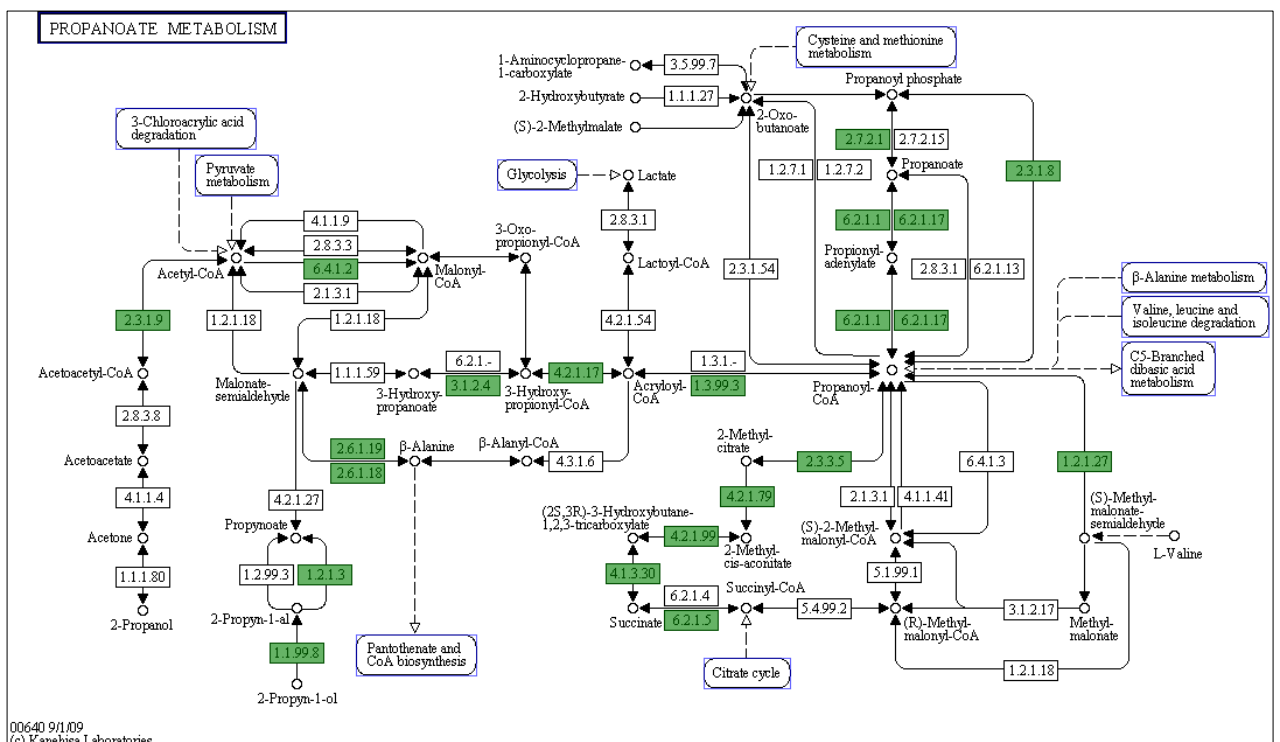 PROPANOATE METABOLISM
Cysteine and methionine
metabolism
1-Aminocyclopropane-
1-carboxylate
3.5.99.7
Propanoyl phosphate
2-Hydroxybutyrate
1.1.1.27
2-Oxo-
butanoate
(S)-2-Methylmalate
3-Chloroacrylic acid
degradation
Pyruvate
metabolism
Glycolysis
Lactate
2.7.2.1
2.7.2.15
1.2.7.1
1.2.7.2
Propanoate
2.3.1.8
4.1.1.9
2.8.3.3
6.4.1.2
2.1.3.1
Acetyl-CoA
Malonyl-
CoA
3-Oxo-
propionyl-CoA
2.8.3.1
Lactoyl-CoA
6.2.1.1
6.2.1.17
Propionyl-
adenylate
2.3.1.54
2.8.3.1
6.2.1.13
β-Alanine metabolism
Valine, leucine and
isoleucine degradation
C5-Branched
dibasic acid
metabolism
2.3.1.9
1.2.1.18
1.2.1.18
4.2.1.54
6.2.1.1
6.2.1.17
Acetoacetyl-CoA
Malonate-
semialdehyde
1.1.1.59
3-Hydroxy-
propanoate
6.2.1.-
3.1.2.4
3-Hydroxy-
propionyl-CoA
4.2.1.17
Acryloyl-
CoA
1.3.1.-
1.3.99.3
Propanoyl-
CoA
2.8.3.8
Acetoacetate
2.6.1.19
2.6.1.18
β-Alanine
β-Alanyl-CoA
4.3.1.6
2-Methyl-
citrate
2.3.3.5
6.4.1.3
1.2.1.27
4.1.1.4
4.2.1.27
4.2.1.79
2.1.3.1
4.1.1.41
(S)-Methyl-
malonate-
semialdehyde
Acetone
Propynoate
(2S,3R)-3-Hydroxybutane-
1,2,3-tricarboxylate
4.2.1.99
2-Methyl-
cis-aconitate
(S)-2-Methyl-
malonyl-CoA
L-Valine
1.1.1.80
1.2.99.3
1.2.1.3
4.1.3.30
5.1.99.1
2-Propanol
2-Propyn-1-al
Succinate
6.2.1.4
6.2.1.5
Succinyl-CoA
5.4.99.2
(R)-Methyl-
malonyl-CoA
3.1.2.17
Methyl-
malonate
1.1.99.8
Pantothenate and
CoA biosynthesis
Citrate cycle
1.2.1.18
2-Propyn-1-ol
00640 9/1/09
(c) Kanehisa Laboratories